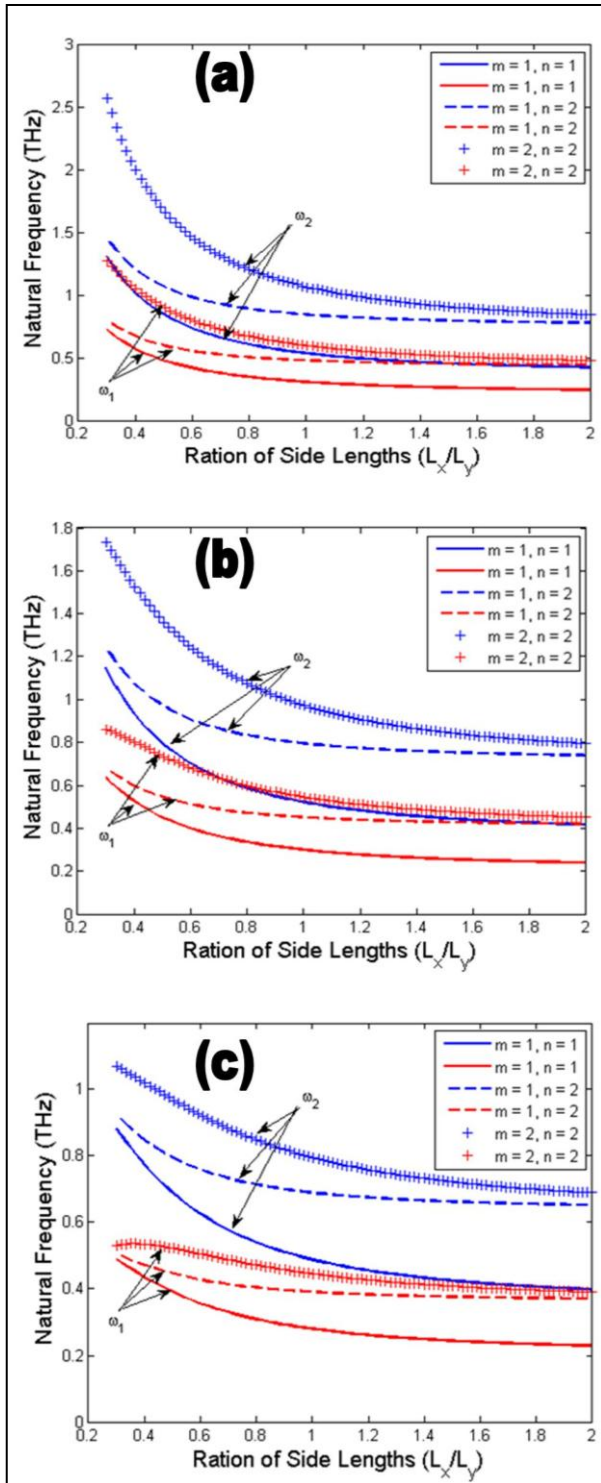 (a)
Natural Frequency (THz)
3
2.5
2
1.5
1
0.5
0
m = 1, n = 1
m = 1, n = 1
m = 1, n = 2
m = 1, n = 2
m = 2, n = 2
m = 2, n = 2
ω2
ω1
0.2 0.4 0.6 0.8 1 1.2 1.4 1.6 1.8 2
Ration of Side Lengths (Lx/Ly)
(b)
Natural Frequency (THz)
1.8
1.6
1.4
1.2
1
0.8
0.6
0.4
0.2
0
m = 1, n = 1
m = 1, n = 1
m = 1, n = 2
m = 1, n = 2
m = 2, n = 2
m = 2, n = 2
ω2
ω1
0.2 0.4 0.6 0.8 1 1.2 1.4 1.6 1.8 2
Ration of Side Lengths (Lx/Ly)
(c)
Natural Frequency (THz)
1
0.8
0.6
0.4
0.2
0
m = 1, n = 1
m = 1, n = 1
m = 1, n = 2
m = 1, n = 2
m = 2, n = 2
m = 2, n = 2
ω2
ω1
0.2 0.4 0.6 0.8 1 1.2 1.4 1.6 1.8 2
Ration of Side Lengths (Lx/Ly)